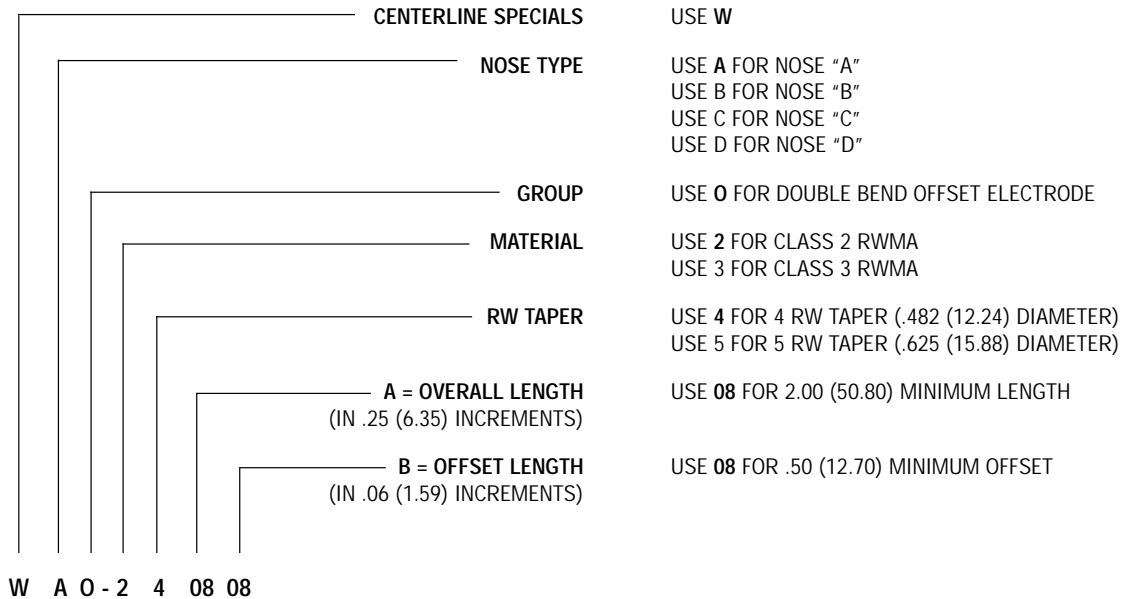 CENTERLINE SPECIALS USE W
NOSE TYPE USE A FOR NOSE “A”
USE B FOR NOSE “B”
USE C FOR NOSE “C”
USE D FOR NOSE “D”
GROUP USE O FOR DOUBLE BEND OFFSET ELECTRODE
MATERIAL USE 2 FOR CLASS 2 RWMA
USE 3 FOR CLASS 3 RWMA
RW TAPER USE 4 FOR 4 RW TAPER (.482 (12.24) DIAMETER)
USE 5 FOR 5 RW TAPER (.625 (15.88) DIAMETER)
A = OVERALL LENGTH USE 08 FOR 2.00 (50.80) MINIMUM LENGTH
(IN .25 (6.35) INCREMENTS)
B = OFFSET LENGTH USE 08 FOR .50 (12.70) MINIMUM OFFSET
(IN .06 (1.59) INCREMENTS)
W A O - 2 4 08 08